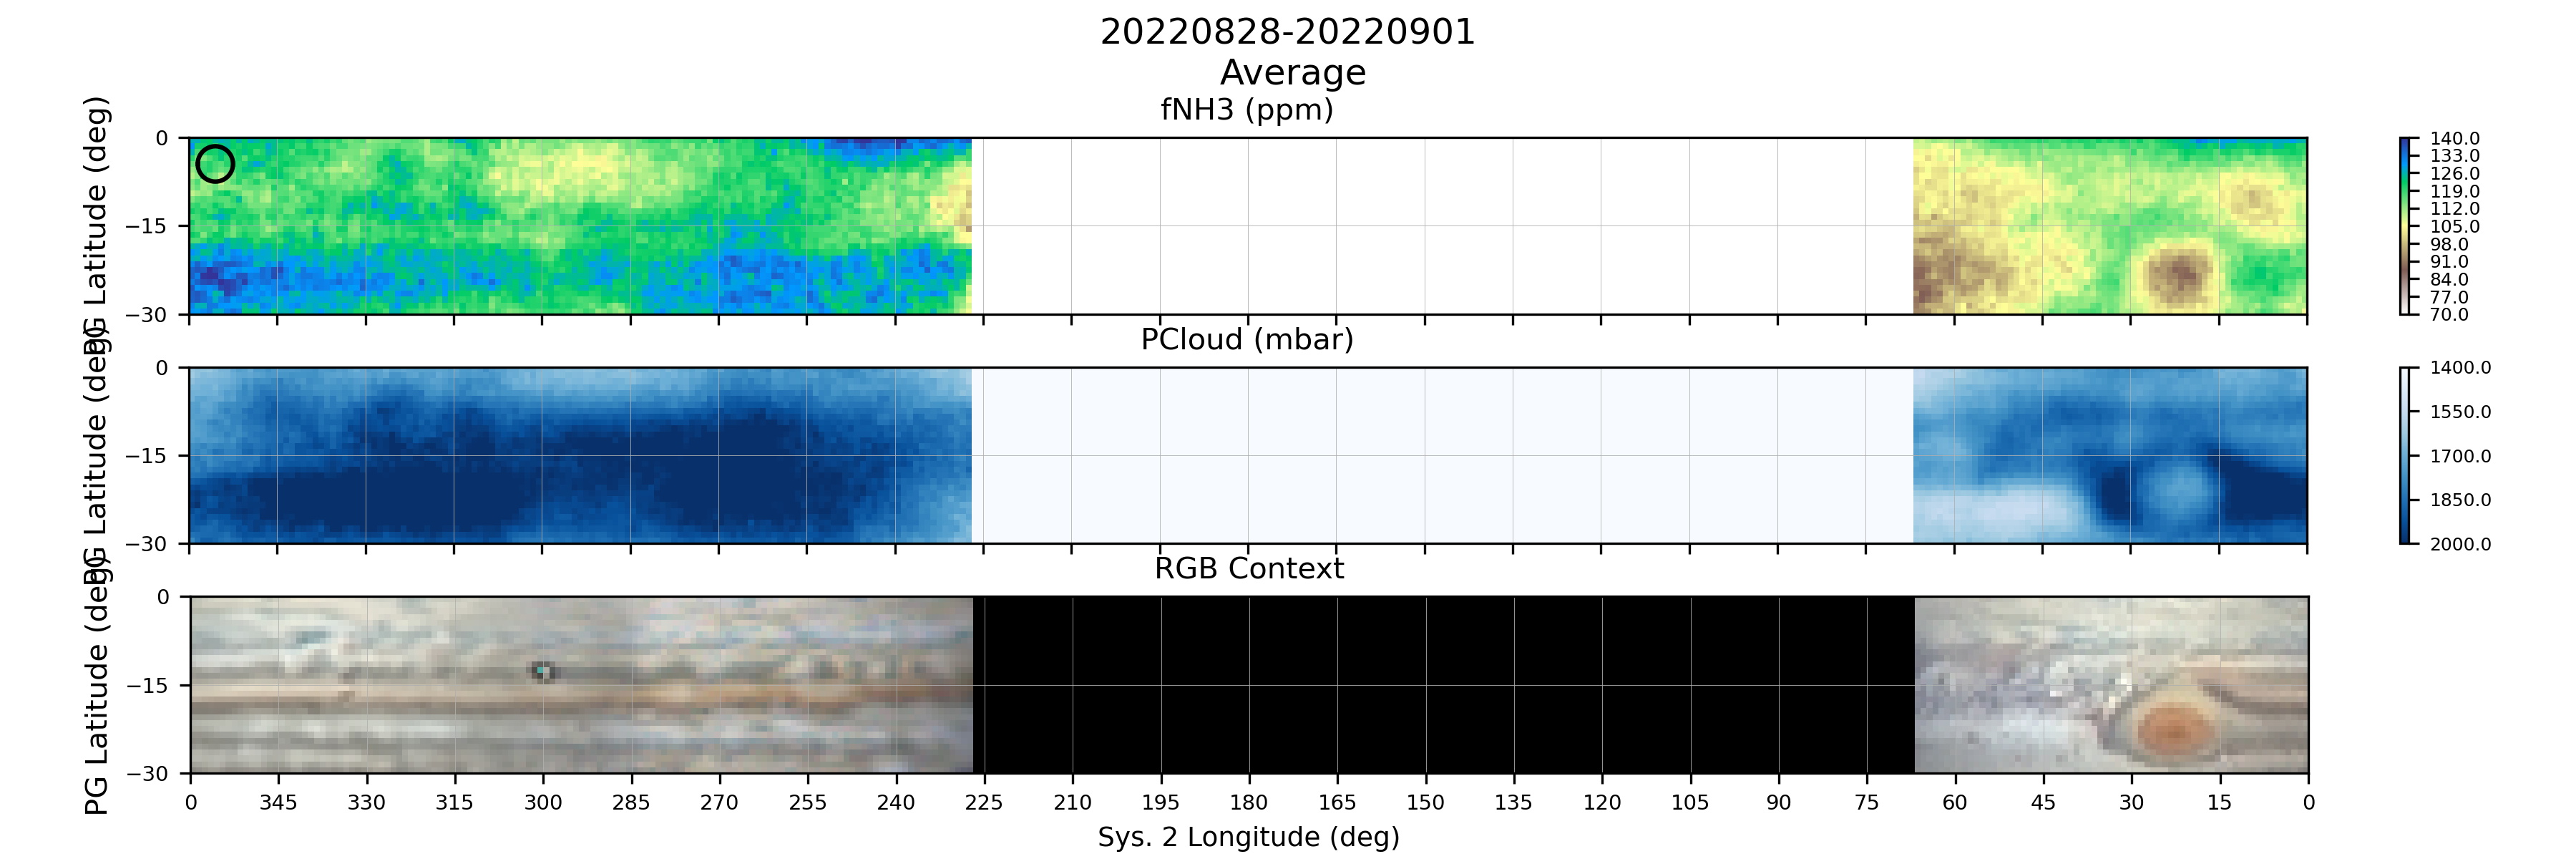 20220828-20220901
Average
fNH3 (ppm)
PG Latitude (deg)
0
−15
−30
140.0
133.0
126.0
119.0
112.0
105.0
98.0
91.0
84.0
77.0
70.0
PCloud (mbar)
PG Latitude (deg)
0
−15
−30
1400.0
1550.0
1700.0
1850.0
2000.0
RGB Context
PG Latitude (deg)
0
−15
−30
0 345 330 315 300 285 270 255 240 225 210 195 180 165 150 135 120 105 90 75 60 45 30 15 0
Sys. 2 Longitude (deg)